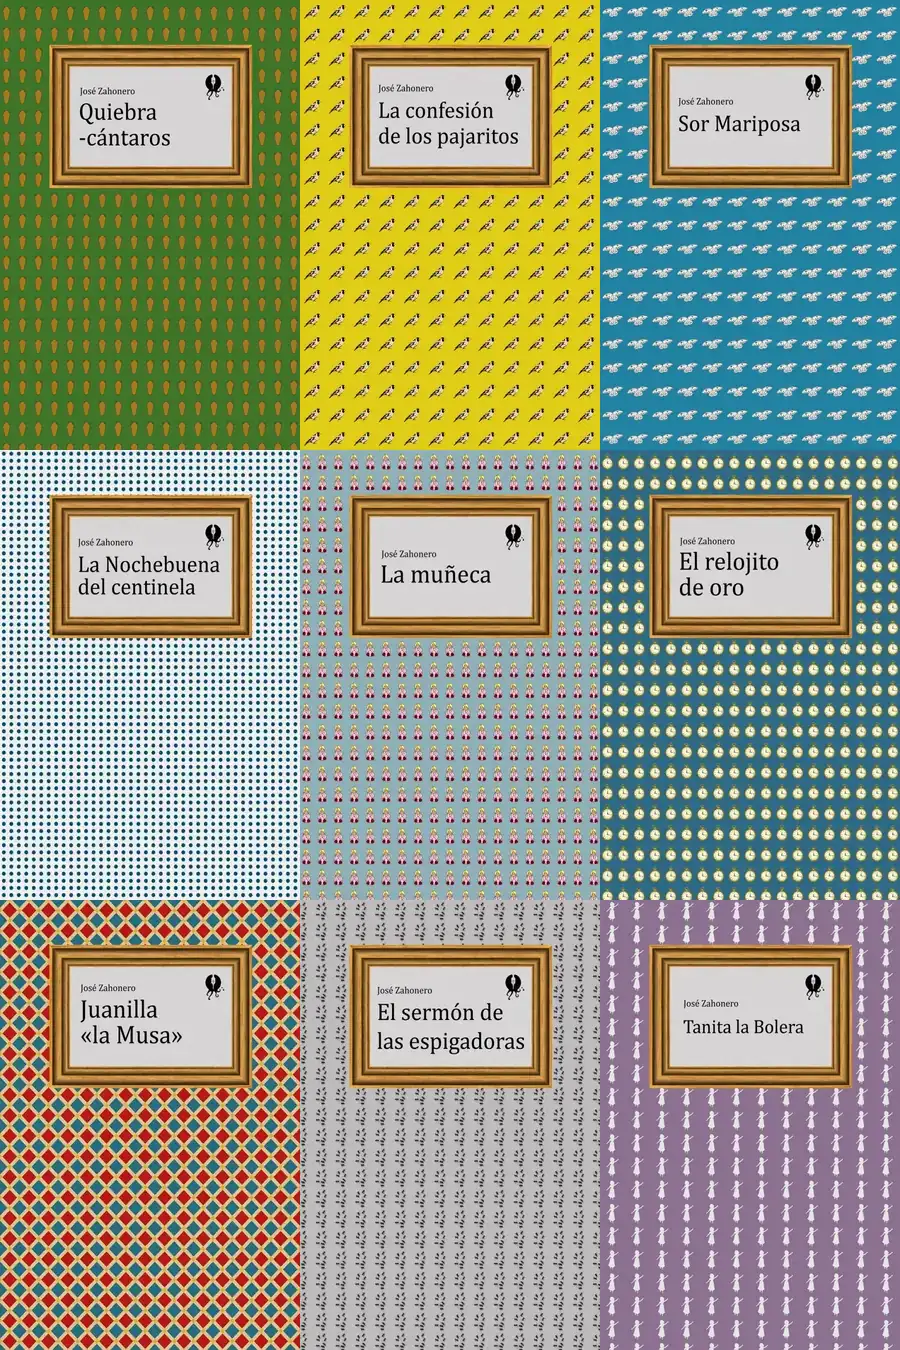 José Zahonero
Quiebra
-cántaros
José Zahonero
La confesión
de los pajaritos
José Zahonero
Sor Mariposa
José Zahonero
La Nochebuena
del centinela
José Zahonero
La muñeca
José Zahonero
El relojito
de oro
José Zahonero
Juanilla
«la Musa»
José Zahonero
El sermón de
las espigadoras
José Zahonero
Tanita la Bolera